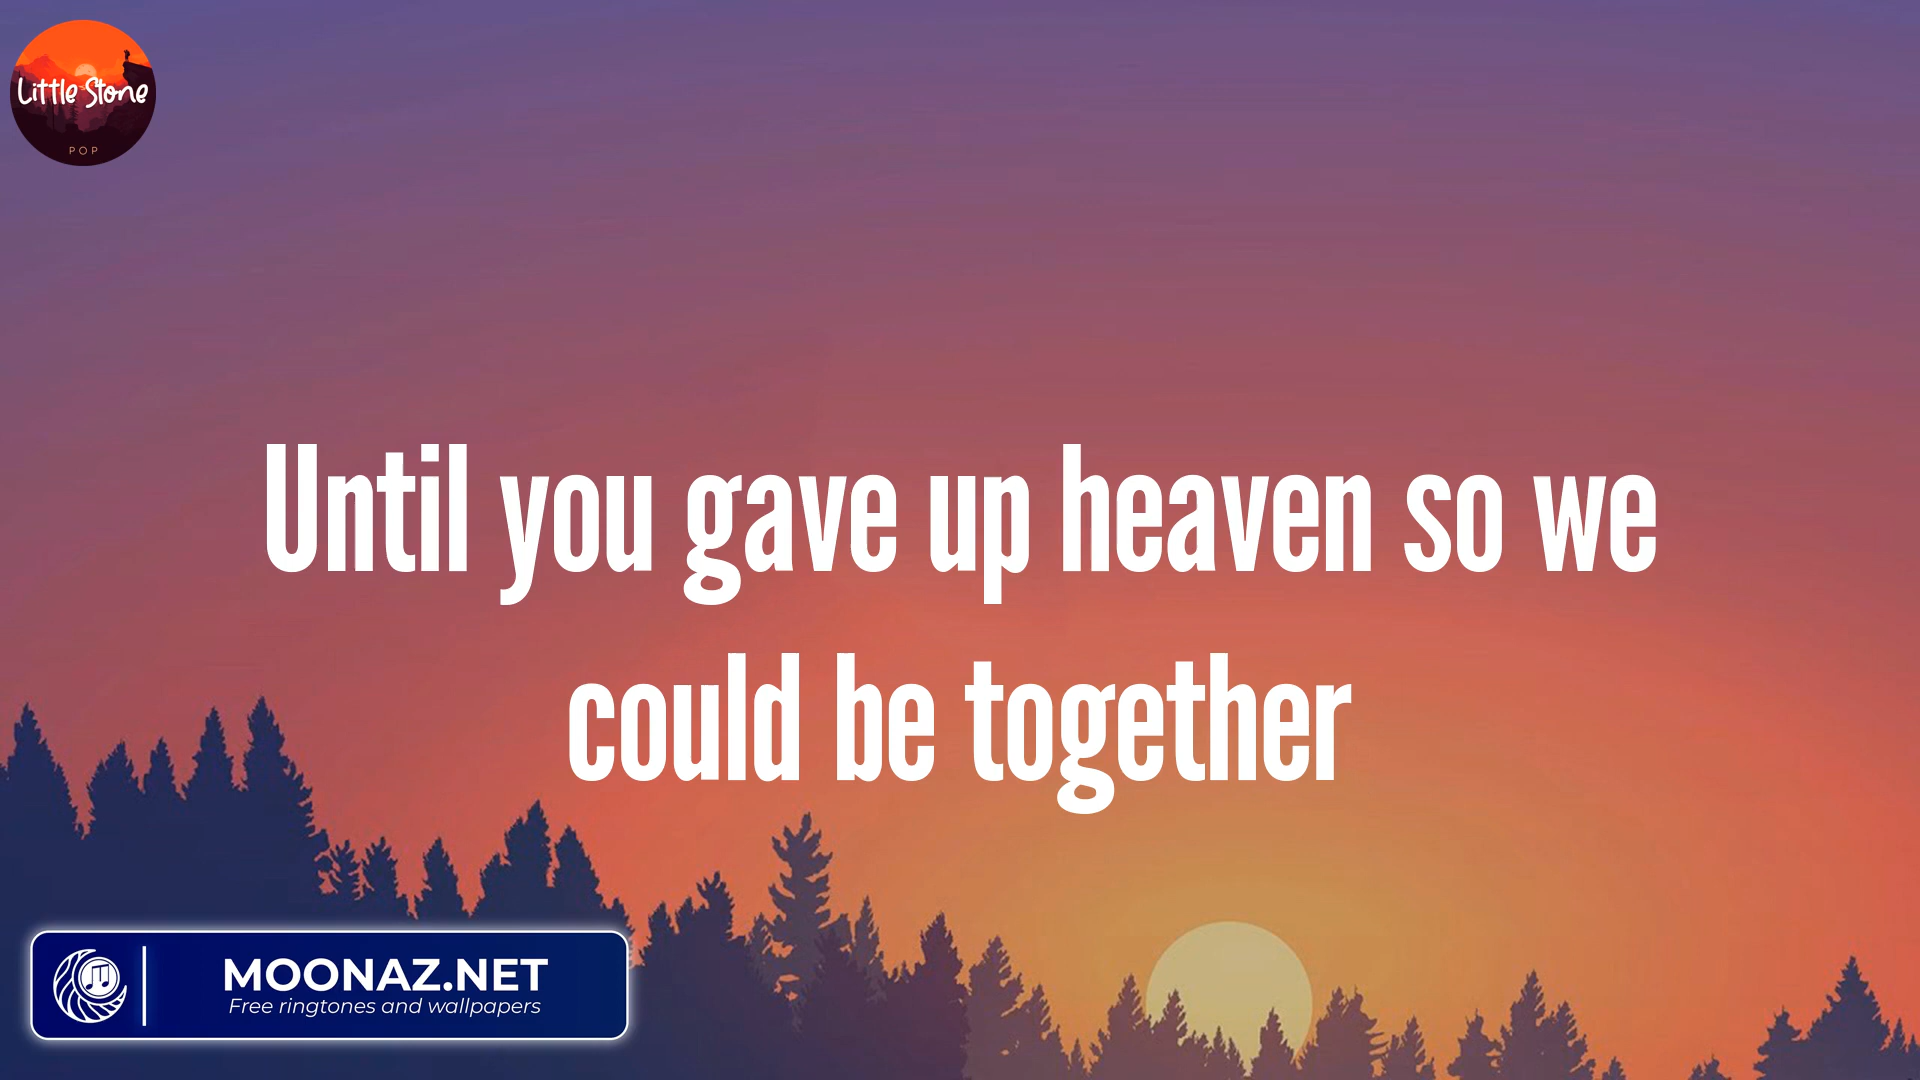 Little Stone
POP
Until you gave up heaven so we
could be together
MOONAZ.NET
Free ringtones and wallpapers